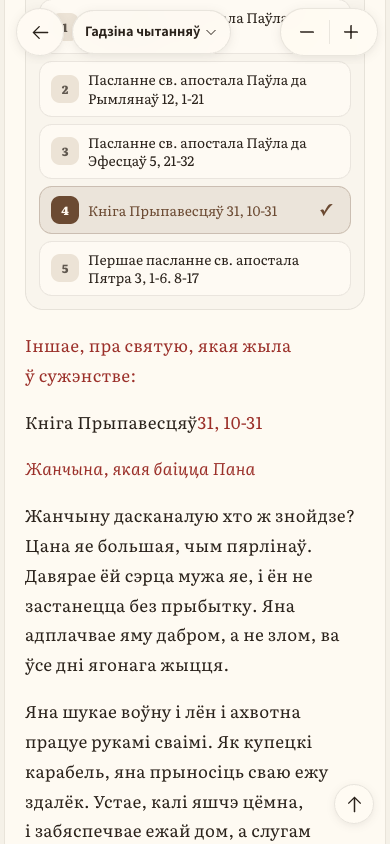 1
ла Паўла
Гадзіна чытанняў
2
Пасланне св. апостала Паўла да
Рымлянаў 12, 1-21
3
Пасланне св. апостала Паўла да
Эфесцаў 5, 21-32
4
Кніга Прыпавесцяў 31, 10-31
5
Першае пасланне св. апостала
Пятра 3, 1-6. 8-17
Іншае, пра святую, якая жыла
ў сужэнстве:
Кніга Прыпавесцяў31, 10-31
Жанчына, якая баіцца Пана
Жанчыну дасканалую хто ж знойдзе?
Цана яе большая, чым пярлінаў.
Давярае ёй сэрца мужа яе, і ён не
застанецца без прыбытку. Яна
адплачвае яму дабром, а не злом, ва
ўсе дні ягонага жыцця.
Яна шукае воўну і лён і ахвотна
працуе рукамі сваімі. Як купецкі
карабель, яна прыносіць сваю ежу
здалёк. Устае, калі яшчэ цёмна,
і забяспечвае ежай дом, а слугам